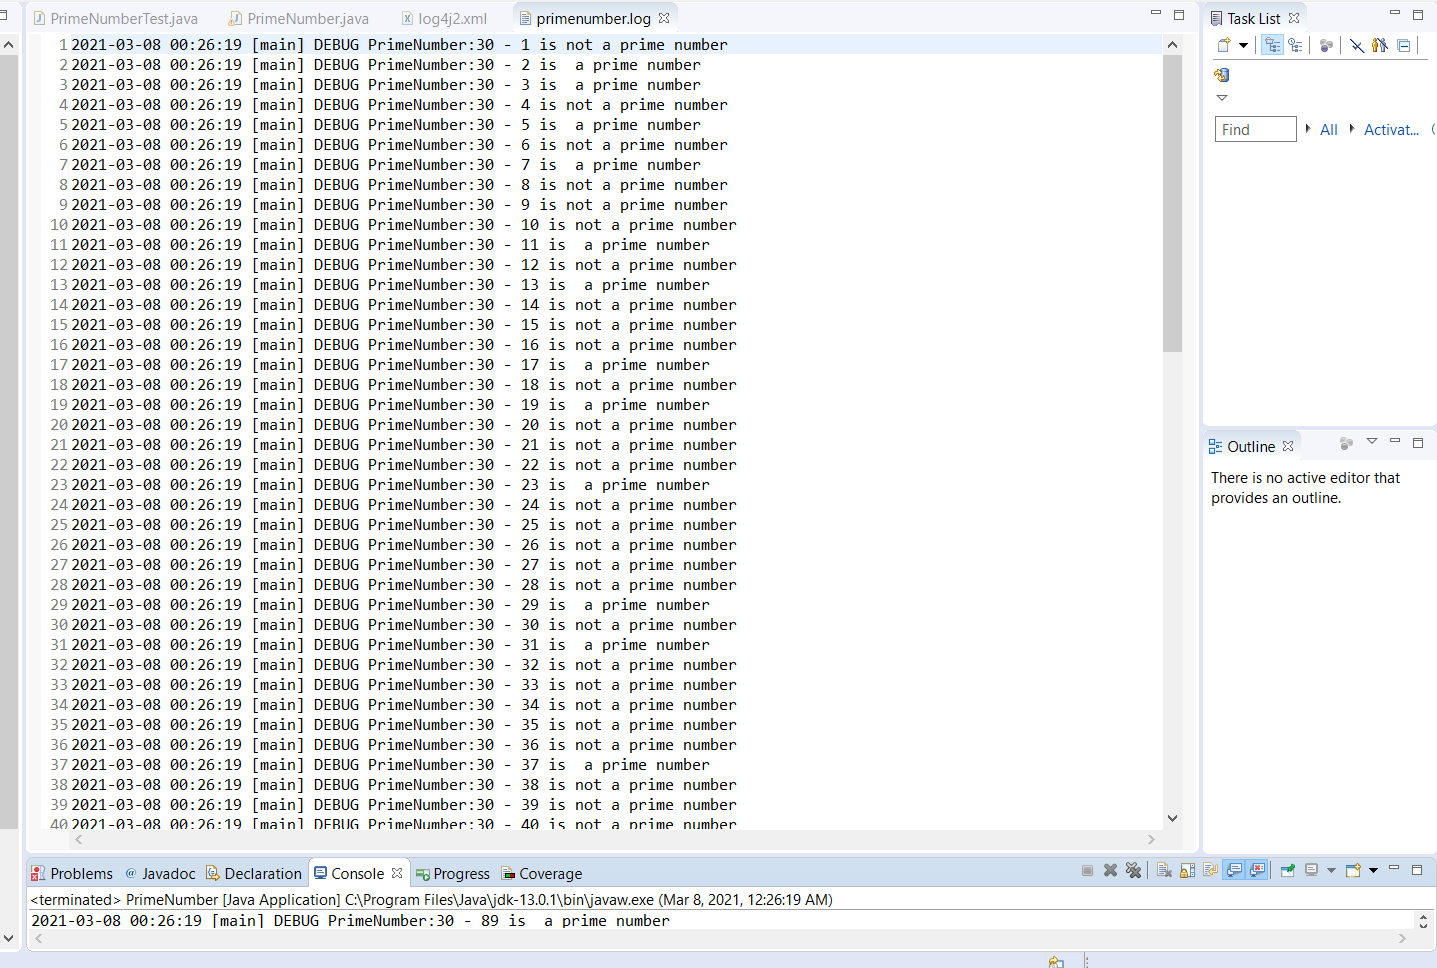 PrimeNumberTest.java PrimeNumber.java log4j2.xml primenumber.log
1 2021-03-08 00:26:19 [main] DEBUG PrimeNumber:30 - 1 is not a prime number
2 2021-03-08 00:26:19 [main] DEBUG PrimeNumber:30 - 2 is  a prime number
3 2021-03-08 00:26:19 [main] DEBUG PrimeNumber:30 - 3 is  a prime number
4 2021-03-08 00:26:19 [main] DEBUG PrimeNumber:30 - 4 is not a prime number
5 2021-03-08 00:26:19 [main] DEBUG PrimeNumber:30 - 5 is  a prime number
6 2021-03-08 00:26:19 [main] DEBUG PrimeNumber:30 - 6 is not a prime number
7 2021-03-08 00:26:19 [main] DEBUG PrimeNumber:30 - 7 is  a prime number
8 2021-03-08 00:26:19 [main] DEBUG PrimeNumber:30 - 8 is not a prime number
9 2021-03-08 00:26:19 [main] DEBUG PrimeNumber:30 - 9 is not a prime number
10 2021-03-08 00:26:19 [main] DEBUG PrimeNumber:30 - 10 is not a prime number
11 2021-03-08 00:26:19 [main] DEBUG PrimeNumber:30 - 11 is  a prime number
12 2021-03-08 00:26:19 [main] DEBUG PrimeNumber:30 - 12 is not a prime number
13 2021-03-08 00:26:19 [main] DEBUG PrimeNumber:30 - 13 is  a prime number
14 2021-03-08 00:26:19 [main] DEBUG PrimeNumber:30 - 14 is not a prime number
15 2021-03-08 00:26:19 [main] DEBUG PrimeNumber:30 - 15 is not a prime number
16 2021-03-08 00:26:19 [main] DEBUG PrimeNumber:30 - 16 is not a prime number
17 2021-03-08 00:26:19 [main] DEBUG PrimeNumber:30 - 17 is  a prime number
18 2021-03-08 00:26:19 [main] DEBUG PrimeNumber:30 - 18 is not a prime number
19 2021-03-08 00:26:19 [main] DEBUG PrimeNumber:30 - 19 is  a prime number
20 2021-03-08 00:26:19 [main] DEBUG PrimeNumber:30 - 20 is not a prime number
21 2021-03-08 00:26:19 [main] DEBUG PrimeNumber:30 - 21 is not a prime number
22 2021-03-08 00:26:19 [main] DEBUG PrimeNumber:30 - 22 is not a prime number
23 2021-03-08 00:26:19 [main] DEBUG PrimeNumber:30 - 23 is  a prime number
24 2021-03-08 00:26:19 [main] DEBUG PrimeNumber:30 - 24 is not a prime number
25 2021-03-08 00:26:19 [main] DEBUG PrimeNumber:30 - 25 is not a prime number
26 2021-03-08 00:26:19 [main] DEBUG PrimeNumber:30 - 26 is not a prime number
27 2021-03-08 00:26:19 [main] DEBUG PrimeNumber:30 - 27 is not a prime number
28 2021-03-08 00:26:19 [main] DEBUG PrimeNumber:30 - 28 is not a prime number
29 2021-03-08 00:26:19 [main] DEBUG PrimeNumber:30 - 29 is  a prime number
30 2021-03-08 00:26:19 [main] DEBUG PrimeNumber:30 - 30 is not a prime number
31 2021-03-08 00:26:19 [main] DEBUG PrimeNumber:30 - 31 is  a prime number
32 2021-03-08 00:26:19 [main] DEBUG PrimeNumber:30 - 32 is not a prime number
33 2021-03-08 00:26:19 [main] DEBUG PrimeNumber:30 - 33 is not a prime number
34 2021-03-08 00:26:19 [main] DEBUG PrimeNumber:30 - 34 is not a prime number
35 2021-03-08 00:26:19 [main] DEBUG PrimeNumber:30 - 35 is not a prime number
36 2021-03-08 00:26:19 [main] DEBUG PrimeNumber:30 - 36 is not a prime number
37 2021-03-08 00:26:19 [main] DEBUG PrimeNumber:30 - 37 is  a prime number
38 2021-03-08 00:26:19 [main] DEBUG PrimeNumber:30 - 38 is not a prime number
39 2021-03-08 00:26:19 [main] DEBUG PrimeNumber:30 - 39 is not a prime number
40 2021-03-08 00:26:19 [main] DEBUG PrimeNumber:30 - 40 is not a prime number
Task List
Find All Activat...
Outline
There is no active editor that
provides an outline.
Problems @ Javadoc Declaration Console Progress Coverage
<terminated> PrimeNumber [Java Application] C:\Program Files\Java\jdk-13.0.1\bin\javaw.exe (Mar 8, 2021, 12:26:19 AM)
2021-03-08 00:26:19 [main] DEBUG PrimeNumber:30 - 89 is  a prime number